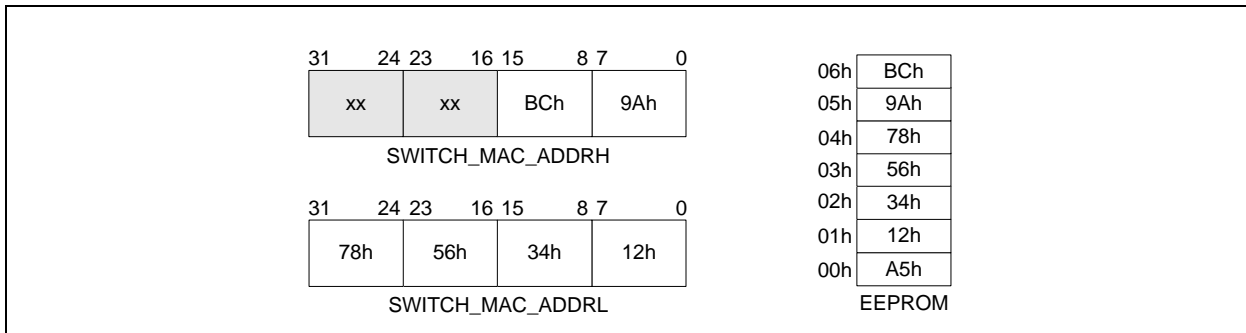 31 24 23 16 15 8 7 0
xx xx BCh 9Ah
SWITCH_MAC_ADDRH
31 24 23 16 15 8 7 0
78h 56h 34h 12h
SWITCH_MAC_ADDRL
06h BCh
05h 9Ah
04h 78h
03h 56h
02h 34h
01h 12h
00h A5h
EEPROM